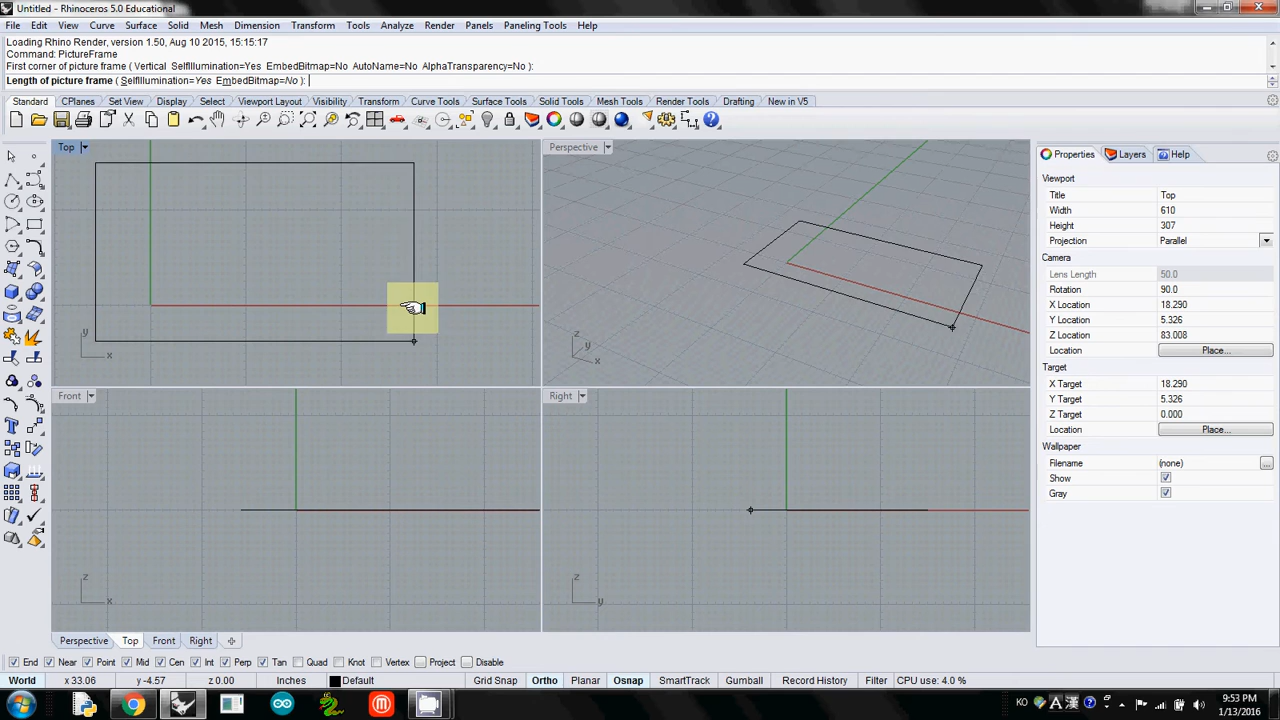 Untitled - Rhinoceros 5.0 Educational
File Edit View Curve Surface Solid Mesh Dimension Transform Tools Analyze Render Panels Paneling Tools Help
Loading Rhino Render, version 1.50, Aug 10 2015, 15:15:17
Command: PictureFrame
First corner of picture frame ( Vertical SelfIllumination=Yes EmbedBitmap=No AutoName=No AlphaTransparency=No ):
Length of picture frame ( SelfIllumination=Yes EmbedBitmap=No ):
Standard CPlanes Set View Display Select Viewport Layout Visibility Transform Curve Tools Surface Tools Solid Tools Mesh Tools Render Tools Drafting New in V5
Top
y
x
Perspective
z
y
x
Front
z
x
Right
z
y
Properties Layers Help
Viewport
Title Top
Width 610
Height 307
Projection Parallel
Camera
Lens Length 50.0
Rotation 90.0
X Location 18.290
Y Location 5.326
Z Location 83.008
Location Place...
Target
X Target 18.290
Y Target 5.326
Z Target 0.000
Location Place...
Wallpaper
Filename (none) ...
Show
Gray
Perspective Top Front Right
End Near Point Mid Cen Int Perp Tan Quad Knot Vertex Project Disable
World x 33.06 y -4.57 z 0.00 Inches Default Grid Snap Ortho Planar Osnap SmartTrack Gumball Record History Filter CPU use: 4.0 %
KO A 漢 ?
9:53 PM
1/13/2016